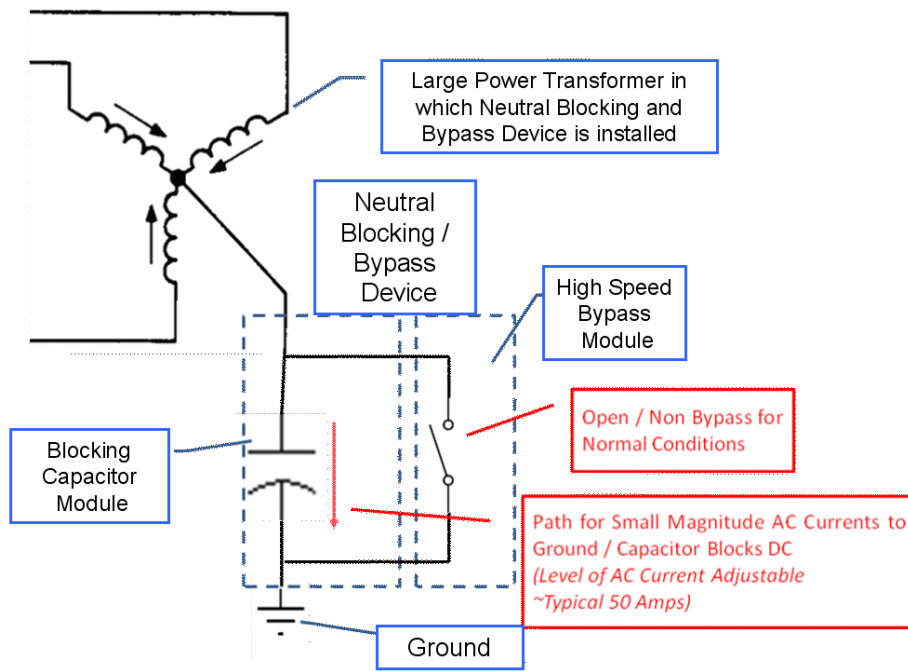 Large Power Transformer in
which Neutral Blocking and
Bypass Device is installed
Neutral
Blocking /
Bypass
Device
High Speed
Bypass
Module
Open / Non Bypass for
Normal Conditions
Blocking
Capacitor
Module
Path for Small Magnitude AC Currents to
Ground / Capacitor Blocks DC
(Level of AC Current Adjustable
~Typical 50 Amps)
Ground